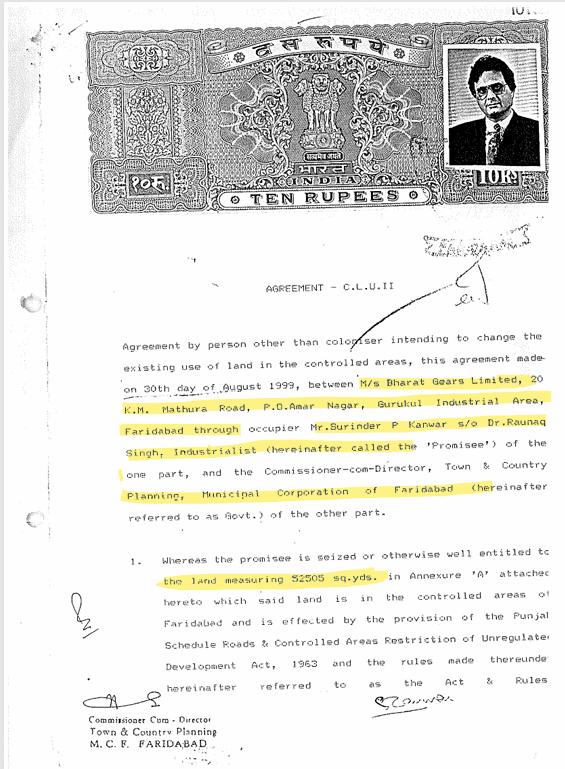 दस रुपये
सत्यमेव जयते
भारत
INDIA
१०रु.
10Rs.
TEN RUPEES
AGREEMENT - C.L.U.II
Agreement by person other than coloniser intending to change the
existing use of land in the controlled areas, this agreement made
on 30th day of August 1999, between M/s Bharat Gears Limited, 20
K.M. Mathura Road, P.O.Amar Nagar, Gurukul Industrial Area,
Faridabad through occupier Mr.Surinder P Kanwar s/o Dr.Raunaq
Singh, Industrialist (hereinafter called the 'Promisee') of the
one part, and the Commissioner-com-Director, Town & Country
Planning, Municipal Corporation of Faridabad (hereinafter
referred to as Govt.) of the other part.
1. Whereas the promisee is seized or otherwise well entitled to
the land measuring 52505 sq.yds. in Annexure 'A' attached
hereto which said land is in the controlled areas of
Faridabad and is effected by the provision of the Punjab
Schedule Roads & Controlled Areas Restriction of Unregulated
Development Act, 1963 and the rules made thereunde
hereinafter referred to as the Act & Rules
Commissioner Cum - Director
Town & Country Planning
M. C. F. FARIDABAD